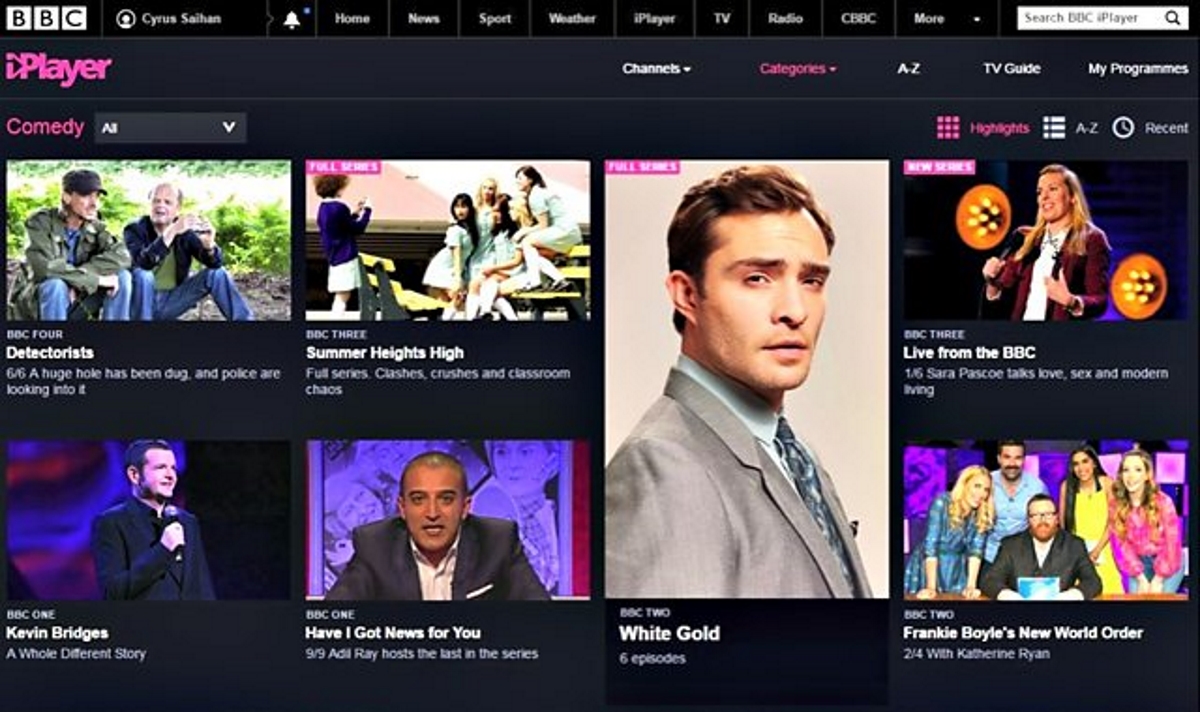 BBC
Cyrus Saihan
Home
News
Sport
Weather
iPlayer
TV
Radio
CBBC
More
Search BBC iPlayer
iPlayer
Channels
Categories
A-Z
TV Guide
My Programmes
Comedy
All
Highlights
A-Z
Recent
BBC FOUR
Detectorists
6/6 A huge hole has been dug, and police are
looking into it
FULL SERIES
BBC THREE
Summer Heights High
Full series. Clashes, crushes and classroom
chaos
FULL SERIES
BBC TWO
White Gold
6 episodes
NEW SERIES
BBC THREE
Live from the BBC
1/6 Sara Pascoe talks love, sex and modern
living
BBC ONE
Kevin Bridges
A Whole Different Story
BBC ONE
Have I Got News for You
9/9 Adil Ray hosts the last in the series
BBC TWO
Frankie Boyle's New World Order
2/4 With Katherine Ryan